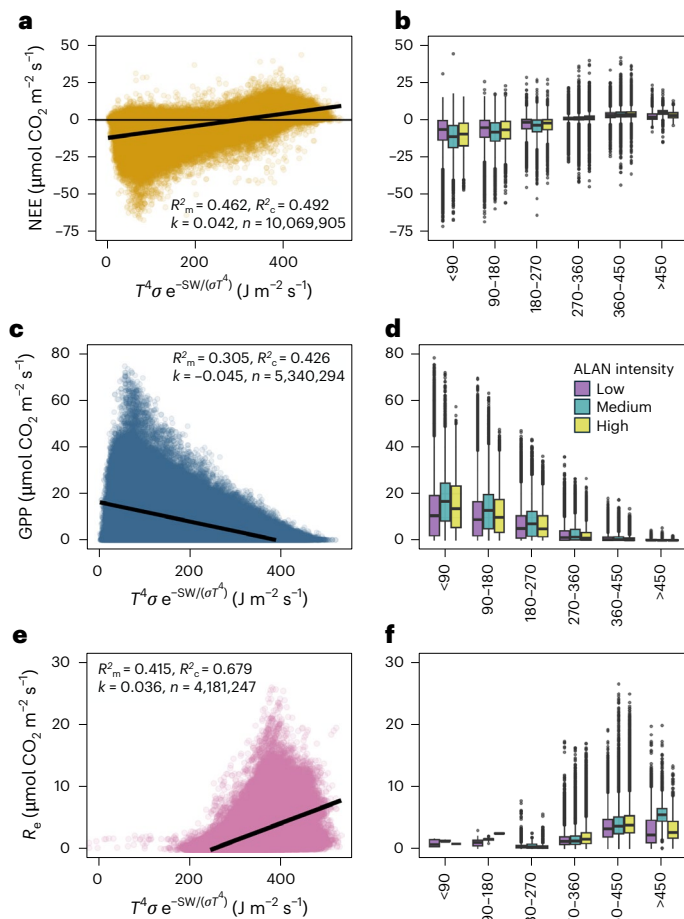 a
NEE (μmol CO2 m−2 s−1)
50
25
0
−25
−50
−75
R2m = 0.462, R2c = 0.492
k = 0.042, n = 10,069,905
0
200
400
T4σ e−SW/(σT4) (J m−2 s−1)
b
50
25
0
−25
−50
−75
<90
90–180
180–270
270–360
360–450
>450
c
GPP (μmol CO2 m−2 s−1)
80
60
40
20
0
R2m = 0.305, R2c = 0.426
k = −0.045, n = 5,340,294
0
200
400
T4σ e−SW/(σT4) (J m−2 s−1)
d
80
60
40
20
0
ALAN intensity
Low
Medium
High
<90
90–180
180–270
270–360
360–450
>450
e
Re (μmol CO2 m−2 s−1)
30
20
10
0
R2m = 0.415, R2c = 0.679
k = 0.036, n = 4,181,247
0
200
400
T4σ e−SW/(σT4) (J m−2 s−1)
f
30
20
10
0
<90
90–180
80–270
70–360
60–450
>450